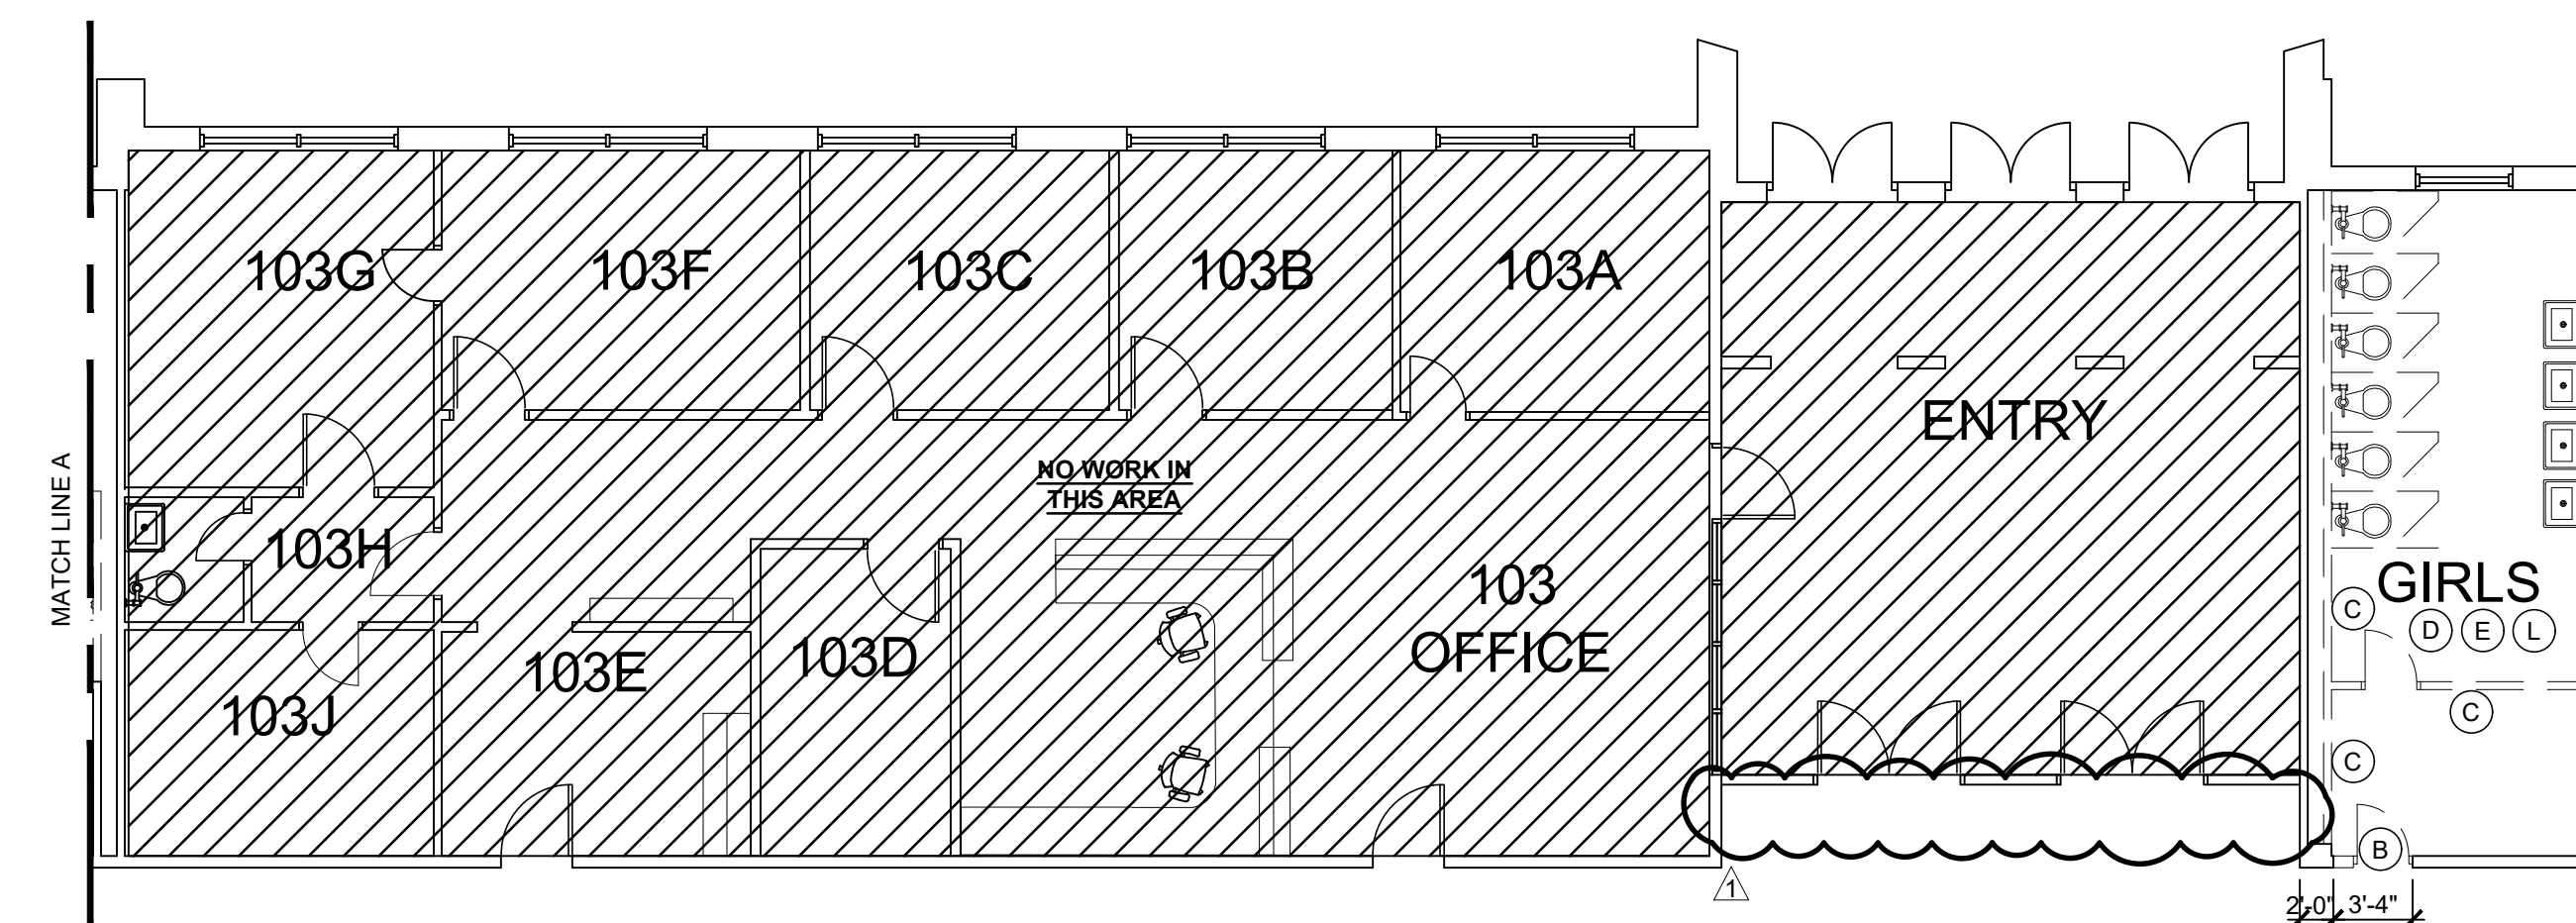 MATCH LINE A
103G
103F
103C
103B
103A
ENTRY
NO WORK IN
THIS AREA
103H
103
OFFICE
103E
103D
103J
GIRLS
C
D E L
C
C
B
1
2'-0" 3'-4"